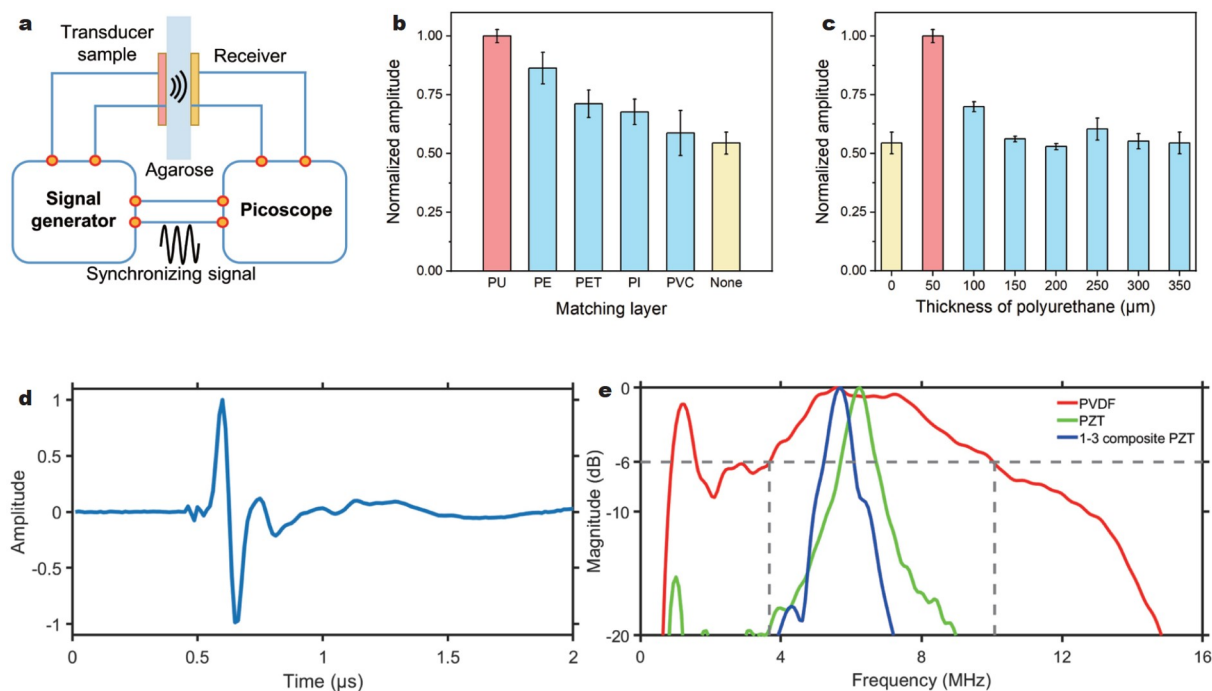 a
Transducer
sample
Receiver
Agarose
Signal
generator
Picoscope
Synchronizing signal
b
Normalized amplitude
1.00
0.75
0.50
0.25
0.00
PU PE PET PI PVC None
Matching layer
c
Normalized amplitude
1.00
0.75
0.50
0.25
0.00
0 50 100 150 200 250 300 350
Thickness of polyurethane (µm)
d
Amplitude
1
0.5
0
-0.5
-1
0 0.5 1 1.5 2
Time (µs)
e
Magnitude (dB)
0
-6
-10
-20
PVDF
PZT
1-3 composite PZT
0 4 8 12 16
Frequency (MHz)